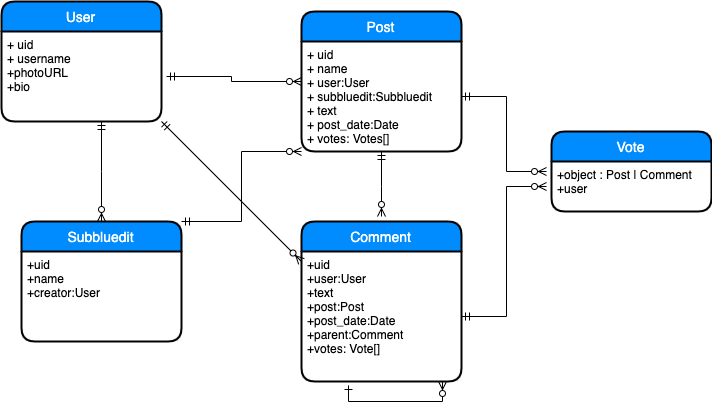 User
+ uid
+ username
+photoURL
+bio
Post
+ uid
+ name
+ user:User
+ subbluedit:Subbluedit
+ text
+ post_date:Date
+ votes: Votes[]
Vote
+object : Post | Comment
+user
Subbluedit
+uid
+name
+creator:User
Comment
+uid
+user:User
+text
+post:Post
+post_date:Date
+parent:Comment
+votes: Vote[]